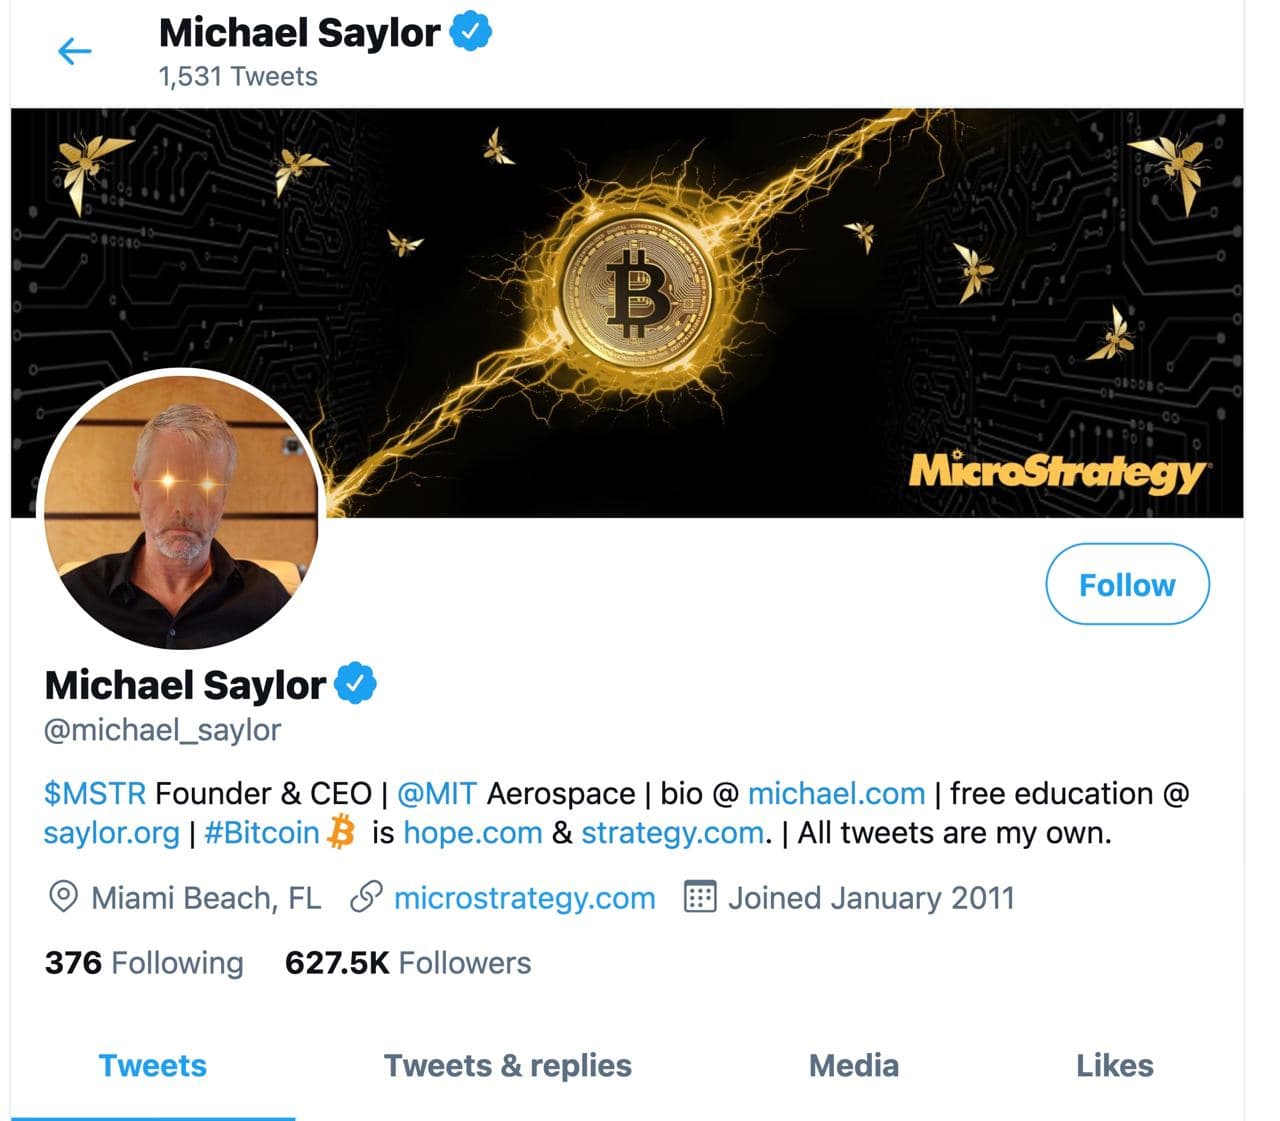 Michael Saylor
1,531 Tweets
MicroStrategy
Follow
Michael Saylor
@michael_saylor
$MSTR Founder & CEO | @MIT Aerospace | bio @ michael.com | free education @
saylor.org | #Bitcoin is hope.com & strategy.com. | All tweets are my own.
Miami Beach, FL microstrategy.com Joined January 2011
376 Following 627.5K Followers
Tweets Tweets & replies Media Likes